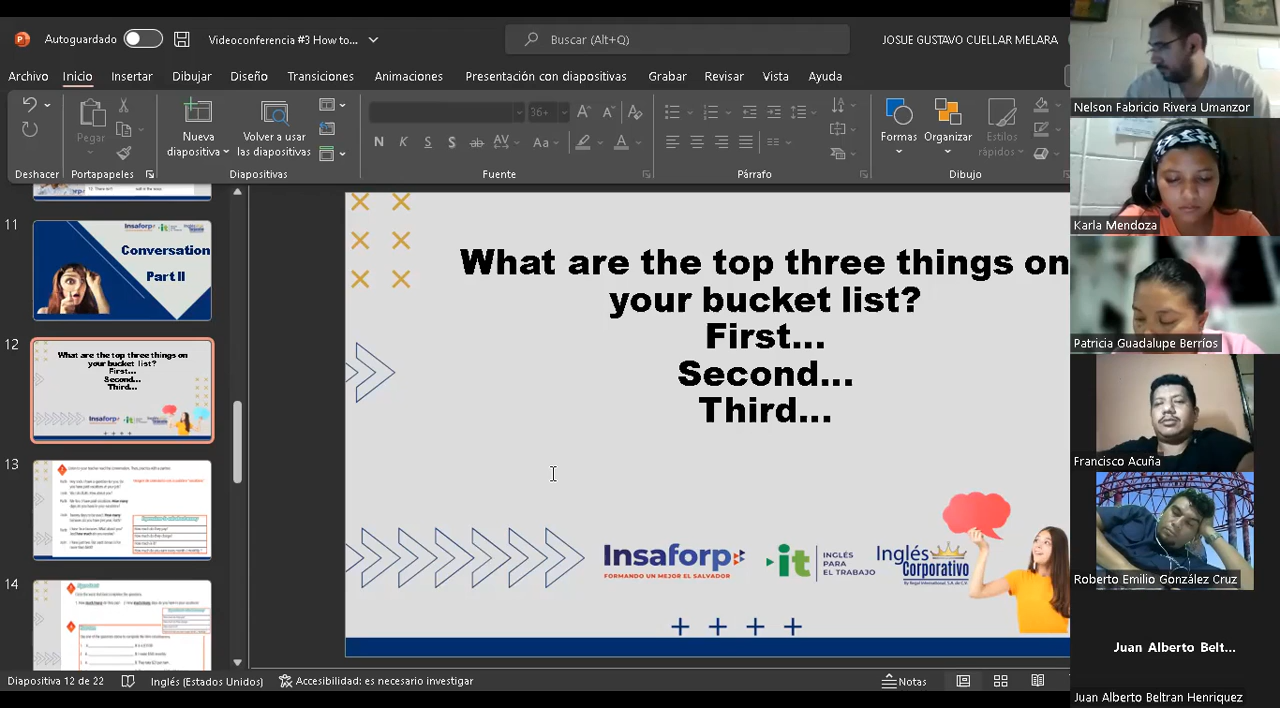 Autoguardado
Videoconferencia #3 How to...
Buscar (Alt+Q)
JOSUE GUSTAVO CUELLAR MELARA
Archivo
Inicio
Insertar
Dibujar
Diseño
Transiciones
Animaciones
Presentación con diapositivas
Grabar
Revisar
Vista
Ayuda
Pegar
Nueva
diapositiva
Volver a usar
las diapositivas
36+
Formas
Organizar
Estilos
rápidos
Deshacer
Portapapeles
Diapositivas
Fuente
Párrafo
Dibujo
11
Conversation
Part II
12
What are the top three things on
your bucket list?
First...
Second...
Third...
13
14
What are the top three things on
your bucket list?
First...
Second...
Third...
Insaforp
FORMANDO UN MEJOR EL SALVADOR
it
INGLÉS
PARA
EL TRABAJO
Inglés
Corporativo
By Regal International, S.A. de C.V.
Diapositiva 12 de 22
Inglés (Estados Unidos)
Accesibilidad: es necesario investigar
Notas
Nelson Fabricio Rivera Umanzor
Karla Mendoza
Patricia Guadalupe Berríos
Francisco Acuña
Roberto Emilio González Cruz
Juan Alberto Belt...
Juan Alberto Beltran Henriquez